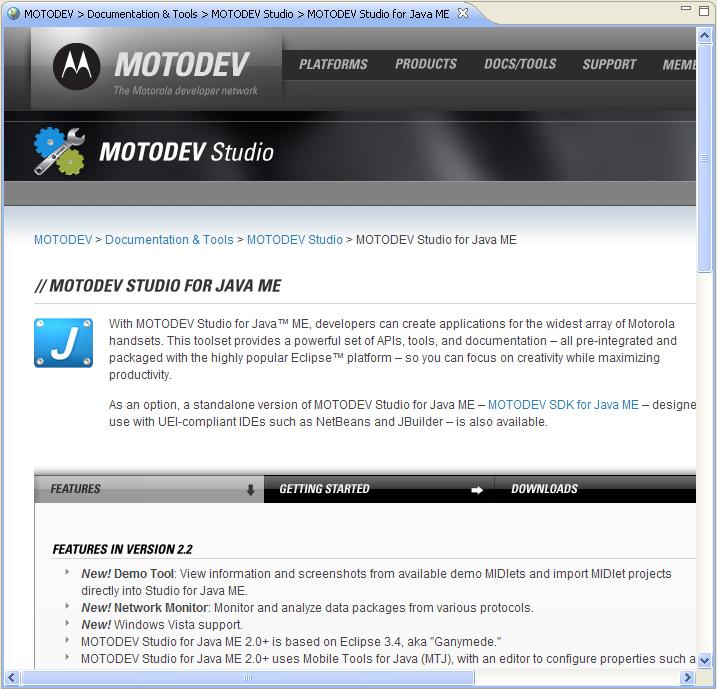 MOTODEV > Documentation & Tools > MOTODEV Studio > MOTODEV Studio for Java ME
MOTODEV
The Motorola developer network
PLATFORMS PRODUCTS DOCS/TOOLS SUPPORT MEME
MOTODEV Studio
MOTODEV > Documentation & Tools > MOTODEV Studio > MOTODEV Studio for Java ME
// MOTODEV STUDIO FOR JAVA ME
J
With MOTODEV Studio for Java™ ME, developers can create applications for the widest array of Motorola
handsets. This toolset provides a powerful set of APIs, tools, and documentation – all pre-integrated and
packaged with the highly popular Eclipse™ platform – so you can focus on creativity while maximizing
productivity.
As an option, a standalone version of MOTODEV Studio for Java ME – MOTODEV SDK for Java ME – designe
use with UEI-compliant IDEs such as NetBeans and JBuilder – is also available.
FEATURES GETTING STARTED DOWNLOADS
FEATURES IN VERSION 2.2
New! Demo Tool: View information and screenshots from available demo MIDlets and import MIDlet projects
directly into Studio for Java ME.
New! Network Monitor: Monitor and analyze data packages from various protocols.
New! Windows Vista support.
MOTODEV Studio for Java ME 2.0+ is based on Eclipse 3.4, aka "Ganymede."
MOTODEV Studio for Java ME 2.0+ uses Mobile Tools for Java (MTJ), with an editor to configure properties such a